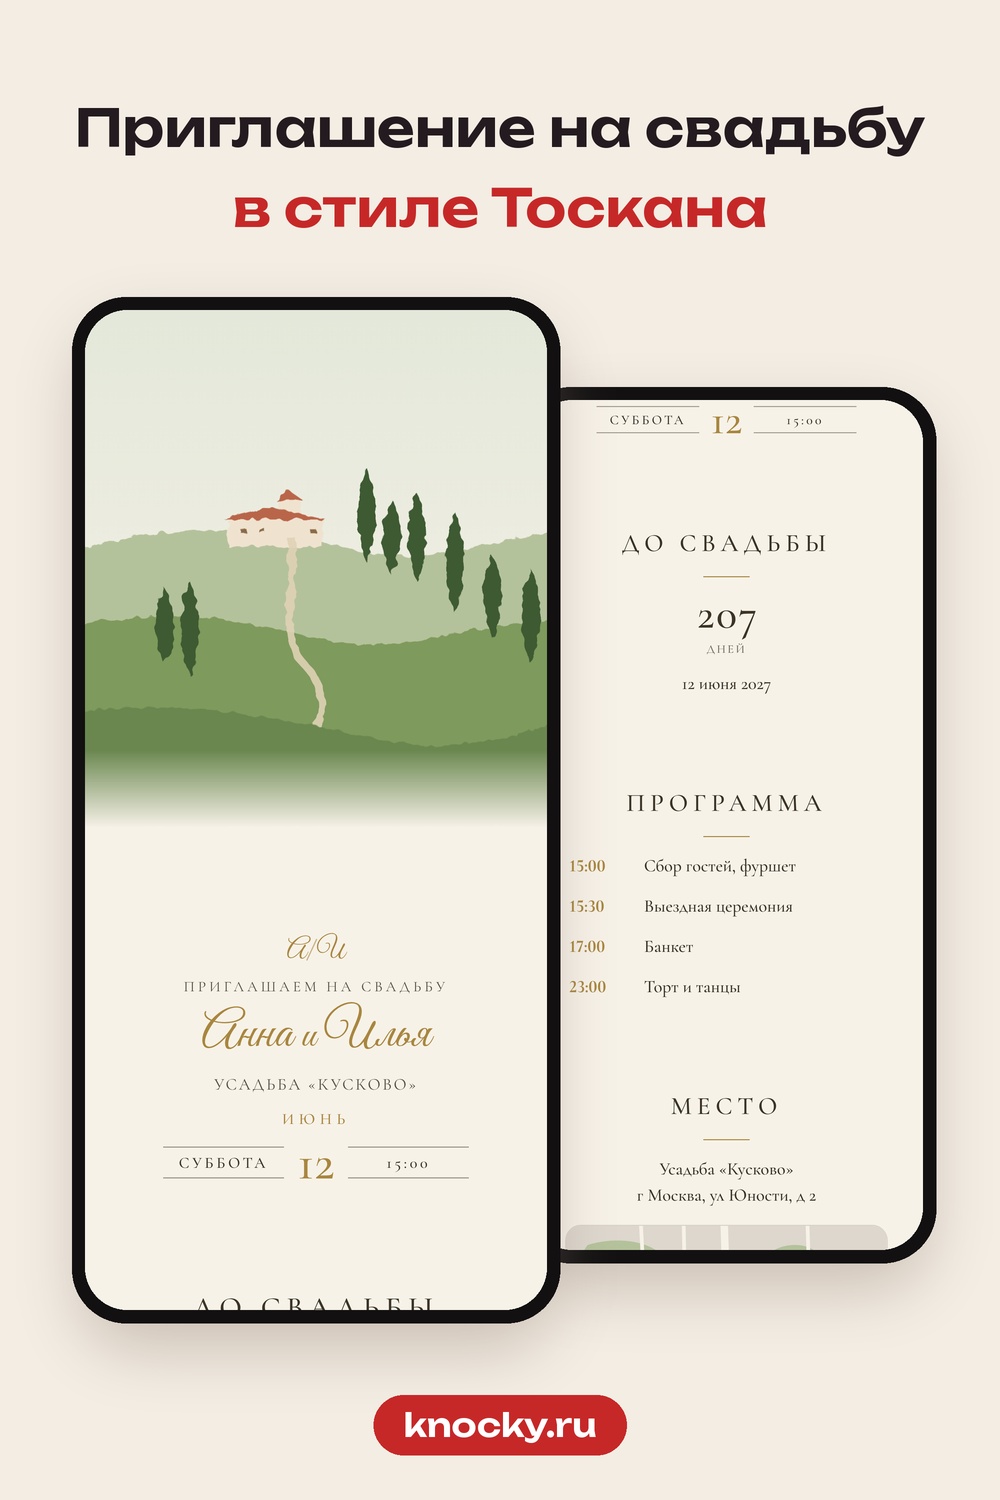 Приглашение на свадьбу
в стиле Тоскана
А/И
ПРИГЛАШАЕМ НА СВАДЬБУ
Анна и Илья
УСАДЬБА «КУСКОВО»
ИЮНЬ
СУББОТА 12 15:00
ДО СВАДЬБЫ
СУББОТА 12 15:00
ДО СВАДЬБЫ
207
ДНЕЙ
12 июня 2027
ПРОГРАММА
15:00 Сбор гостей, фуршет
15:30 Выездная церемония
17:00 Банкет
23:00 Торт и танцы
МЕСТО
Усадьба «Кусково»
г Москва, ул Юности, д 2
knocky.ru